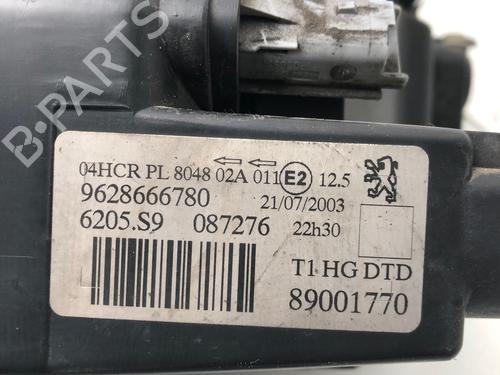 B-PARTS
04HCR PL 8048 02A 011 E2 12.5
9628666780 21/07/2003
6205.S9 087276 22h30
T1 HG DTD
89001770